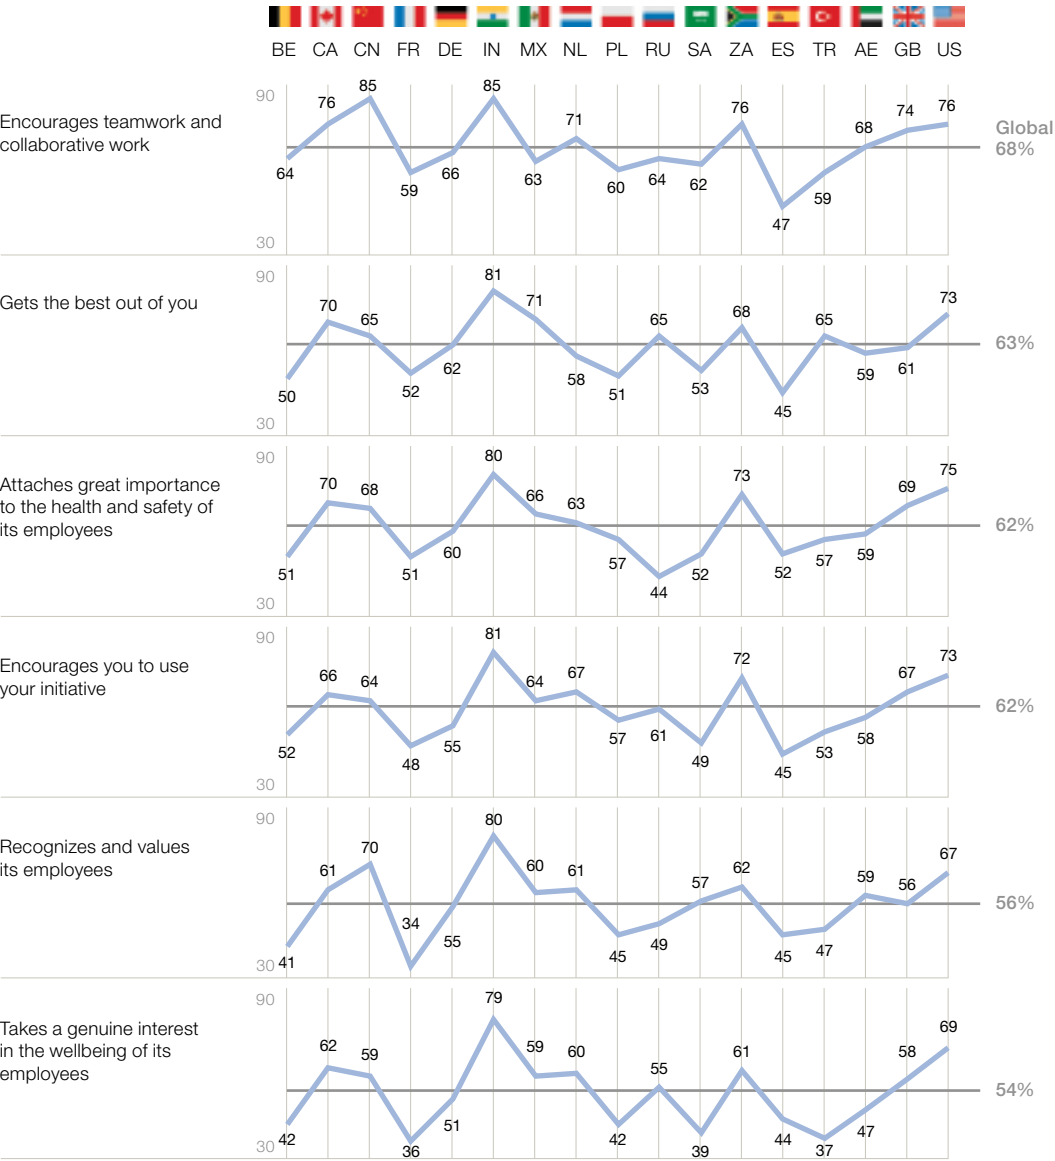 BE CA CN FR DE IN MX NL PL RU SA ZA ES TR AE GB US
Encourages teamwork and
collaborative work
90
30
64 76 85 59 66 85 63 71 60 64 62 76 47 59 68 74 76
Global
68%
Gets the best out of you
90
30
50 70 65 52 62 81 71 58 51 65 53 68 45 65 59 61 73
63%
Attaches great importance
to the health and safety of
its employees
90
30
51 70 68 51 60 80 66 63 57 44 52 73 52 57 59 69 75
62%
Encourages you to use
your initiative
90
30
52 66 64 48 55 81 64 67 57 61 49 72 45 53 58 67 73
62%
Recognizes and values
its employees
90
30
41 61 70 34 55 80 60 61 45 49 57 62 45 47 59 56 67
56%
Takes a genuine interest
in the wellbeing of its
employees
90
30
42 62 59 36 51 79 59 60 42 55 39 61 44 37 47 58 69
54%